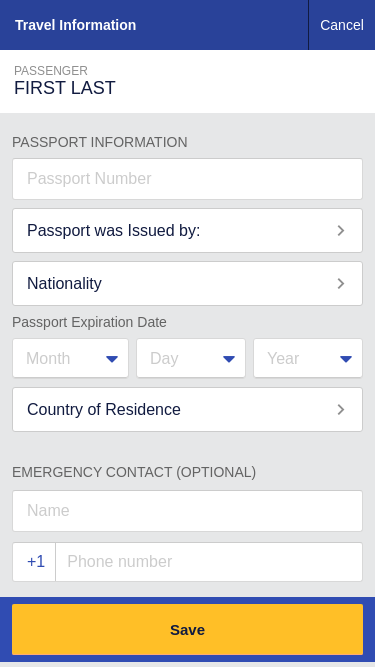 Travel Information
Cancel
PASSENGER
FIRST LAST
PASSPORT INFORMATION
Passport Number
Passport was Issued by:
Nationality
Passport Expiration Date
Month Day Year
Country of Residence
EMERGENCY CONTACT (OPTIONAL)
Name
+1 Phone number
Save